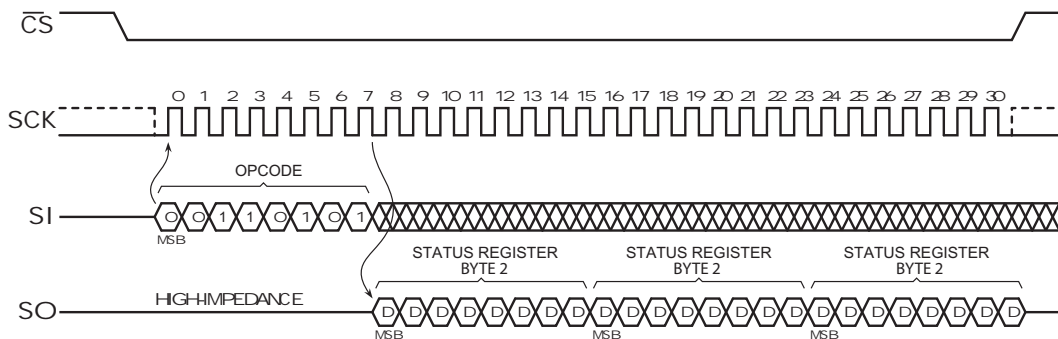 CS
SCK
0 1 2 3 4 5 6 7 8 9 10 11 12 13 14 15 16 17 18 19 20 21 22 23 24 25 26 27 28 29 30
OPCODE
SI
0 0 1 1 0 1 0 1
MSB
STATUS REGISTER
BYTE 2
STATUS REGISTER
BYTE 2
STATUS REGISTER
BYTE 2
SO
HIGH-IMPEDANCE
D D D D D D D D D D D D D D D D D D D D D D D D
MSB
MSB
MSB